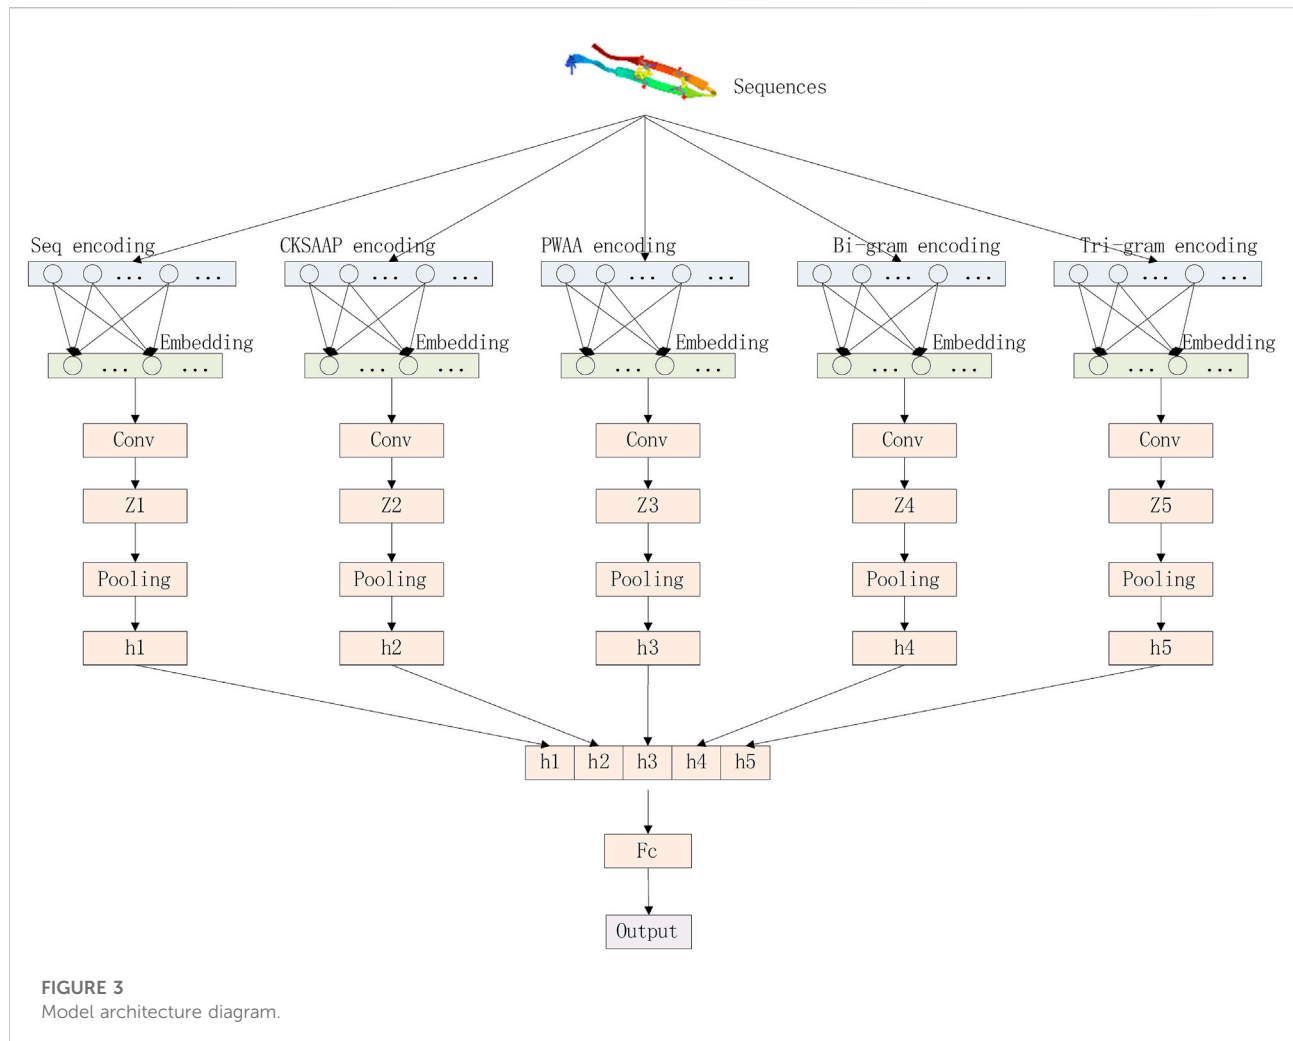 Sequences
Seq encoding
CKSAAP encoding
PWAA encoding
Bi-gram encoding
Tri-gram encoding
Embedding
Embedding
Embedding
Embedding
Embedding
Conv
Conv
Conv
Conv
Conv
Z1
Z2
Z3
Z4
Z5
Pooling
Pooling
Pooling
Pooling
Pooling
h1
h2
h3
h4
h5
h1 h2 h3 h4 h5
Fc
Output
FIGURE 3
Model architecture diagram.